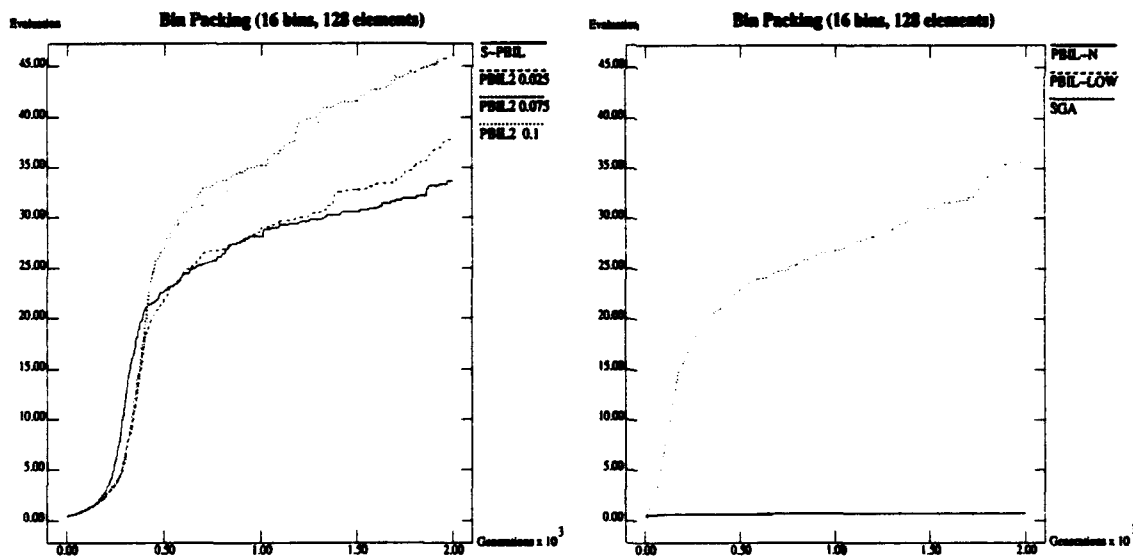 Evaluation
Bin Packing (16 bins, 128 elements)
S-PBIL
PBIL2 0.025
PBIL2 0.075
PBIL2 0.1
45.00
40.00
35.00
30.00
25.00
20.00
15.00
10.00
5.00
0.00
0.00
0.50
1.00
1.50
2.00
Generations x 10³
Evaluation
Bin Packing (16 bins, 128 elements)
PBIL-N
PBIL-LOW
SGA
45.00
40.00
35.00
30.00
25.00
20.00
15.00
10.00
5.00
0.00
0.00
0.50
1.00
1.50
2.00
Generations x 10³